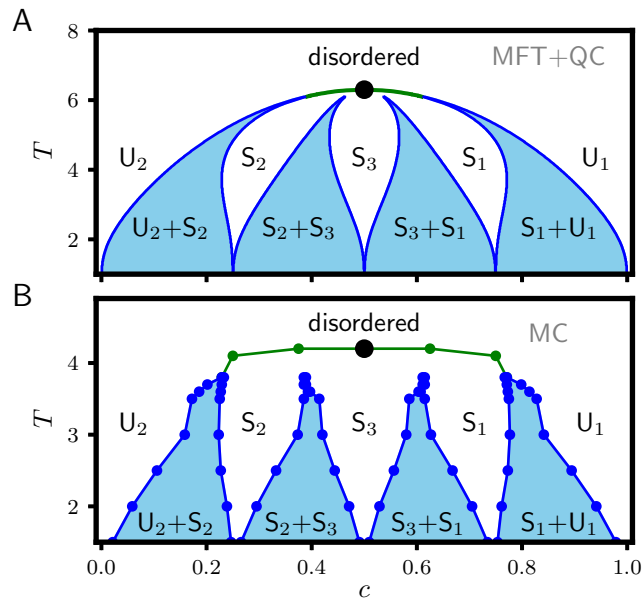 A
8
disordered
MFT+QC
6
T
4
U₂ S₂ S₃ S₁ U₁
U₂+S₂ S₂+S₃ S₃+S₁ S₁+U₁
2
B
disordered
MC
4
T
U₂ S₂ S₃ S₁ U₁
3
2
U₂+S₂ S₂+S₃ S₃+S₁ S₁+U₁
0.0 0.2 0.4 0.6 0.8 1.0
c